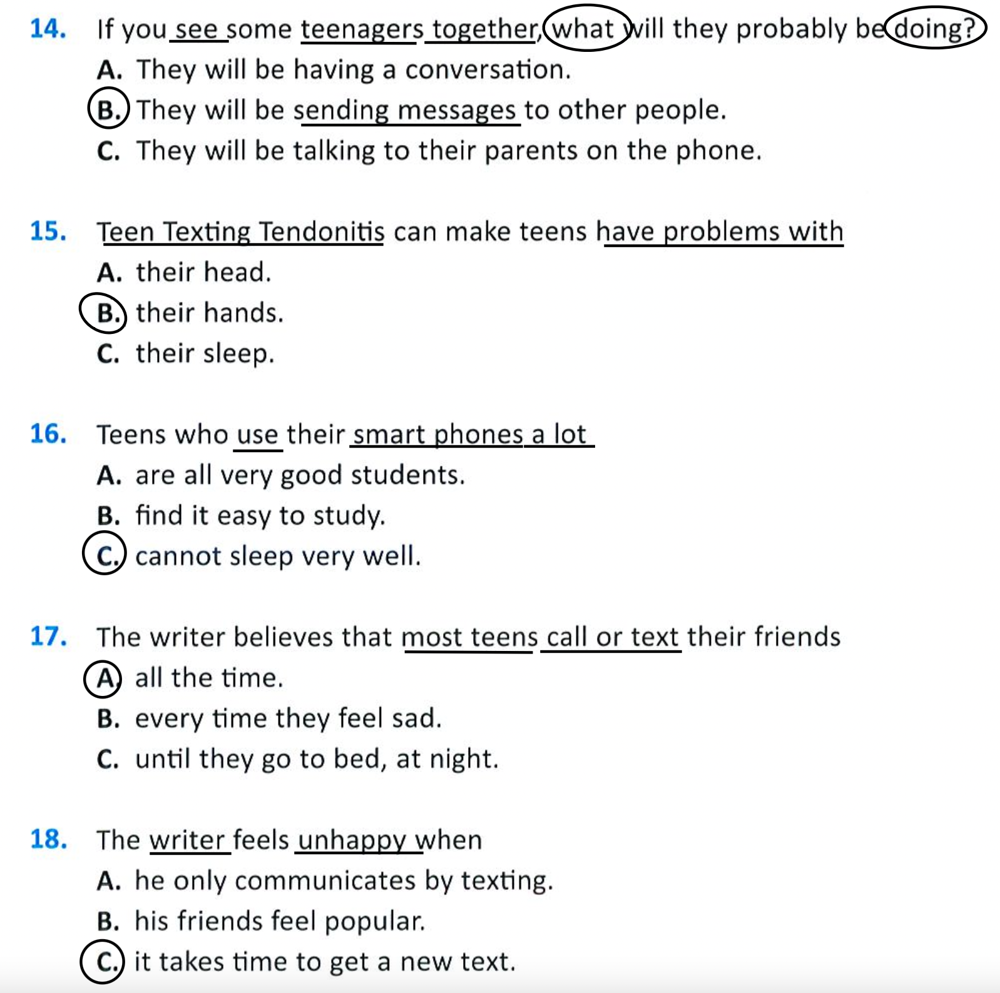 14. If you see some teenagers together, what will they probably be doing?
A. They will be having a conversation.
B. They will be sending messages to other people.
C. They will be talking to their parents on the phone.
15. Teen Texting Tendonitis can make teens have problems with
A. their head.
B. their hands.
C. their sleep.
16. Teens who use their smart phones a lot
A. are all very good students.
B. find it easy to study.
C. cannot sleep very well.
17. The writer believes that most teens call or text their friends
A. all the time.
B. every time they feel sad.
C. until they go to bed, at night.
18. The writer feels unhappy when
A. he only communicates by texting.
B. his friends feel popular.
C. it takes time to get a new text.